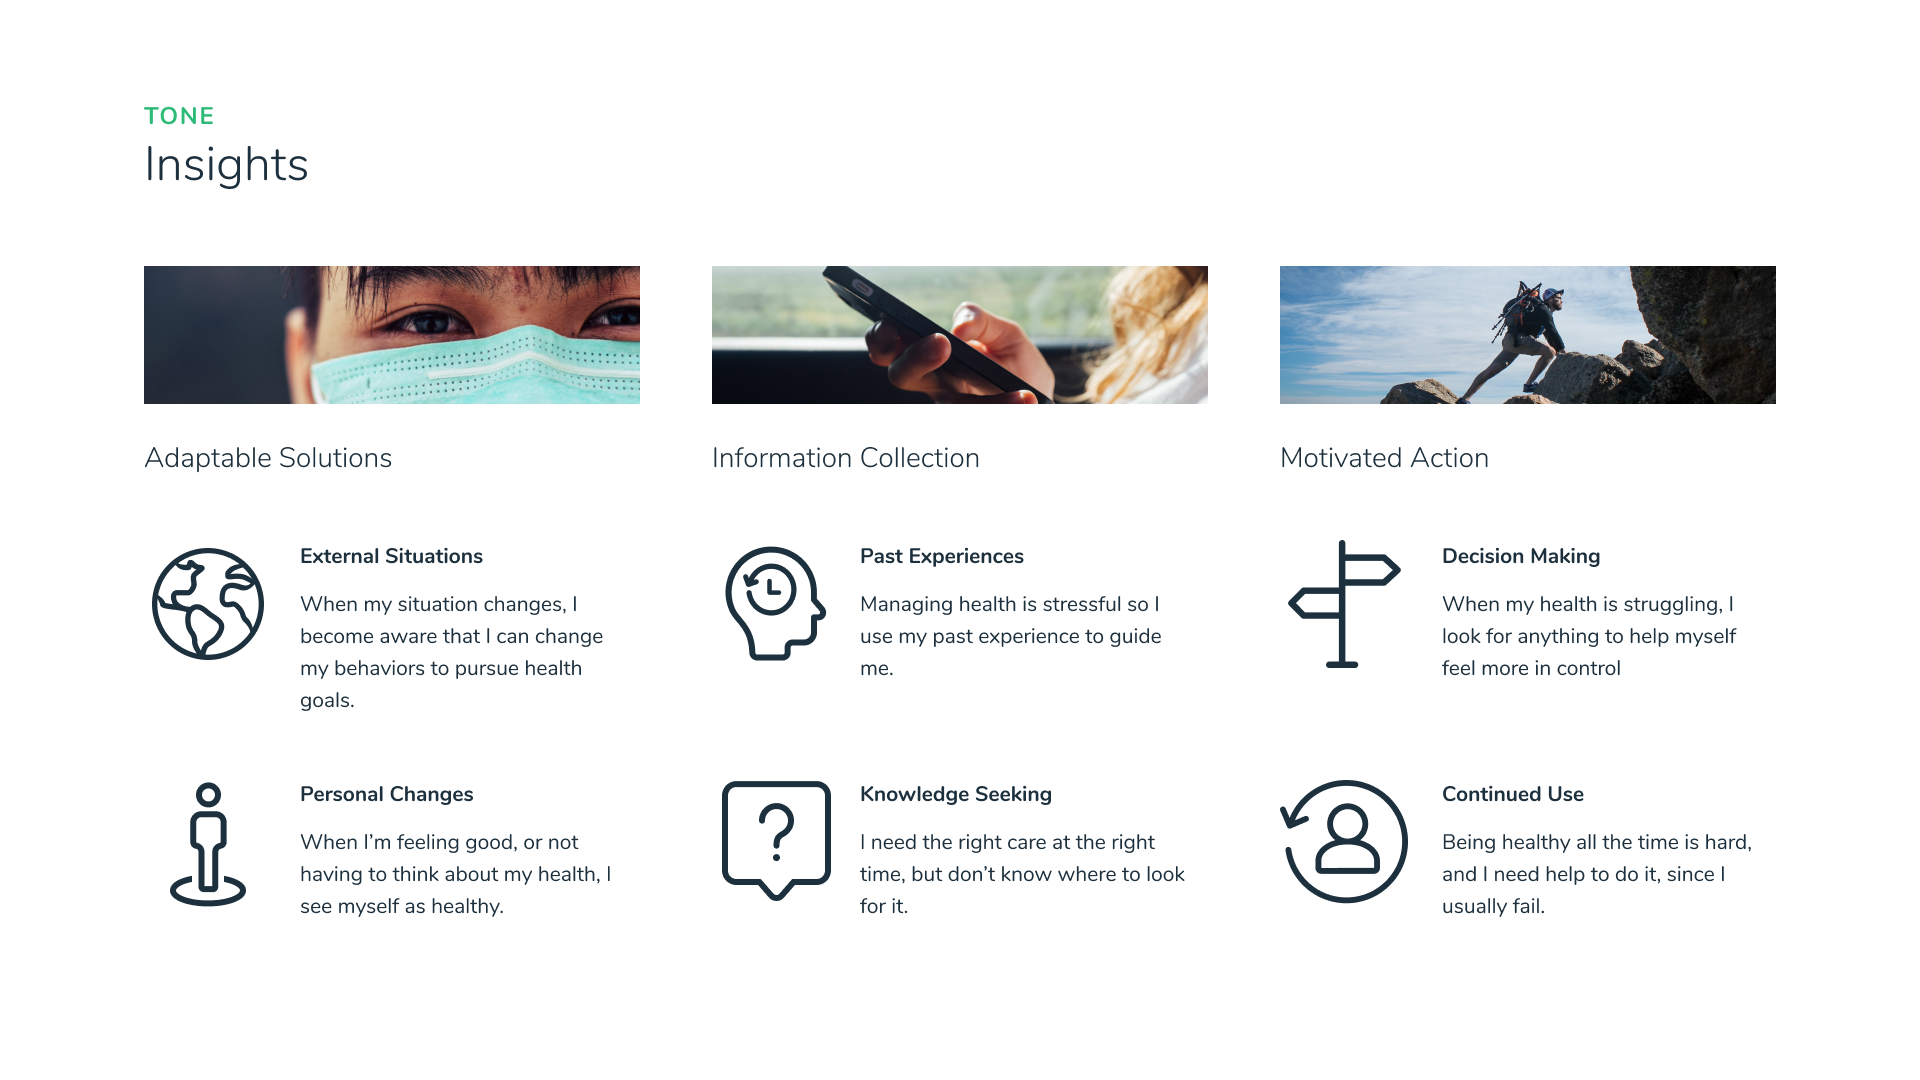 TONE
Insights
Adaptable Solutions
External Situations
When my situation changes, I
become aware that I can change
my behaviors to pursue health
goals.
Personal Changes
When I’m feeling good, or not
having to think about my health, I
see myself as healthy.
Information Collection
Past Experiences
Managing health is stressful so I
use my past experience to guide
me.
Knowledge Seeking
I need the right care at the right
time, but don’t know where to look
for it.
Motivated Action
Decision Making
When my health is struggling, I
look for anything to help myself
feel more in control
Continued Use
Being healthy all the time is hard,
and I need help to do it, since I
usually fail.